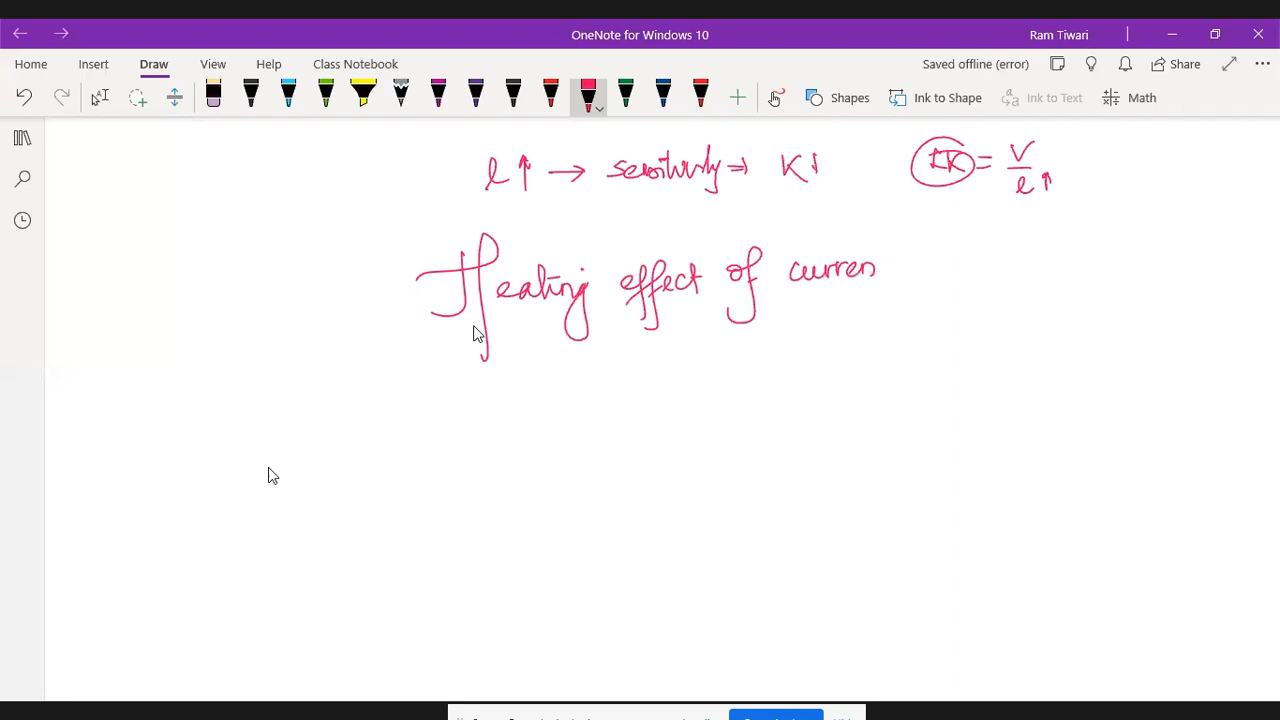 OneNote for Windows 10
Ram Tiwari
Home Insert Draw View Help Class Notebook
Saved offline (error) Share
Shapes Ink to Shape Ink to Text Math
l↑ → sensitivity → K↓ ↓K = V/l↑
Heating effect of curren